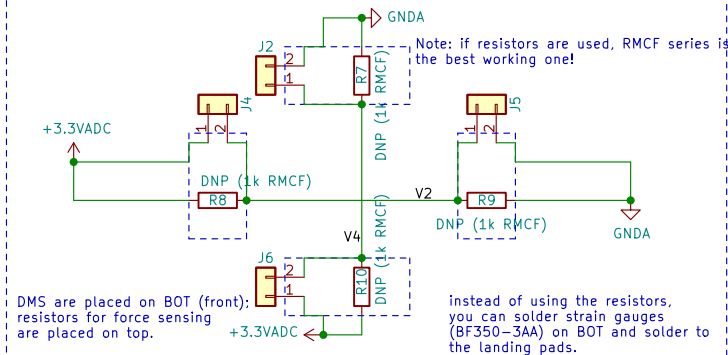 GNDA
J2
Note: if resistors are used, RMCF series is
the best working one!
2
1
R7
DNP (1k RMCF)
J4
1
2
J5
1
2
+3.3VADC
DNP (1k RMCF)
R8
V2
R9
DNP (1k RMCF)
GNDA
V4
J6
2
1
R10
DNP (1k RMCF)
DMS are placed on BOT (front);
resistors for force sensing
are placed on top.
+3.3VADC
instead of using the resistors,
you can solder strain gauges
(BF350-3AA) on BOT and solder to
the landing pads.